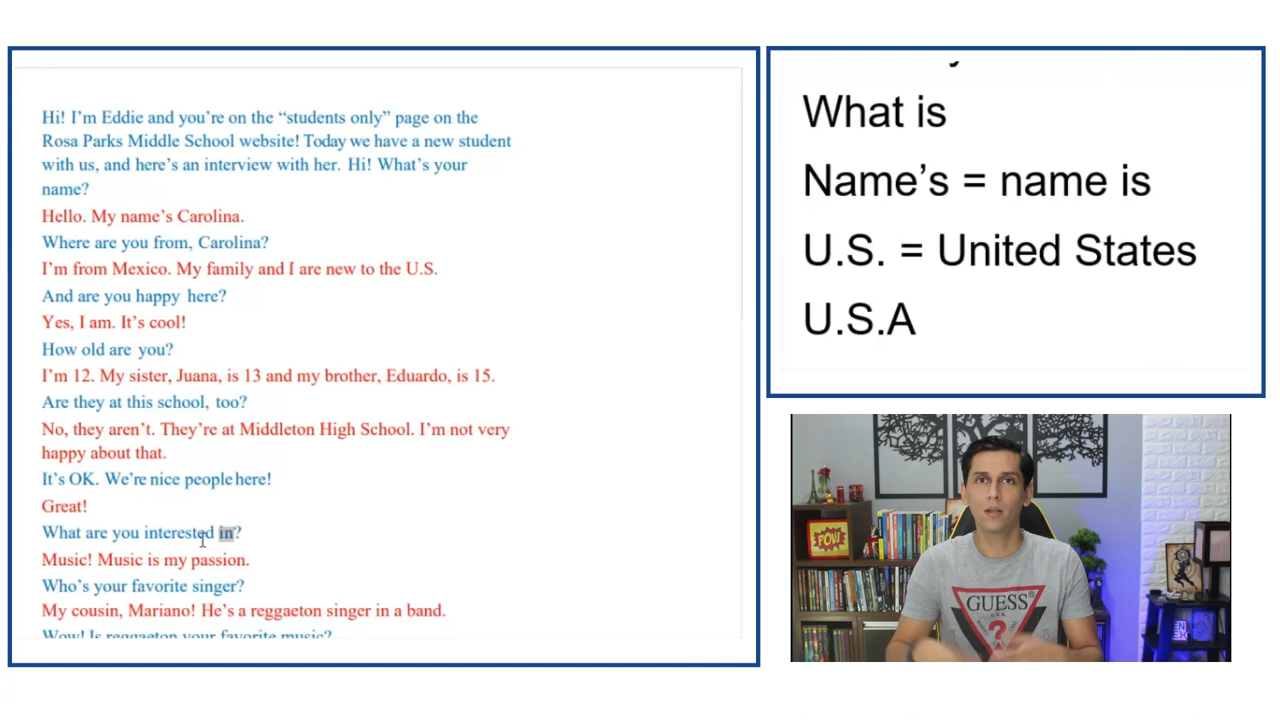 Hi! I’m Eddie and you’re on the “students only” page on the
Rosa Parks Middle School website! Today we have a new student
with us, and here’s an interview with her. Hi! What’s your
name?
Hello. My name’s Carolina.
Where are you from, Carolina?
I’m from Mexico. My family and I are new to the U.S.
And are you happy here?
Yes, I am. It’s cool!
How old are you?
I’m 12. My sister, Juana, is 13 and my brother, Eduardo, is 15.
Are they at this school, too?
No, they aren’t. They’re at Middleton High School. I’m not very
happy about that.
It’s OK. We’re nice people here!
Great!
What are you interested in?
Music! Music is my passion.
Who’s your favorite singer?
My cousin, Mariano! He’s a reggaeton singer in a band.
Wow! Is reggaeton your favorite music?
What is
Name’s = name is
U.S. = United States
U.S.A
POW
GUESS
?